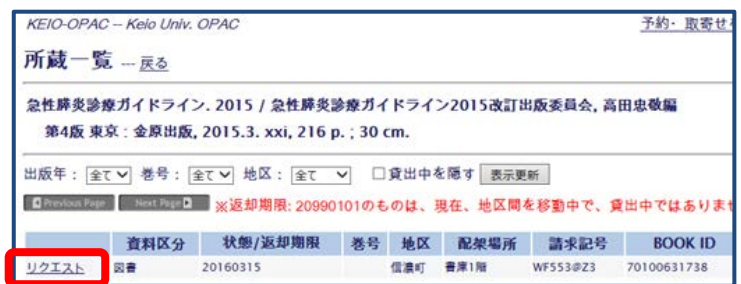 KEIO-OPAC -- Keio Univ. OPAC 予約・取寄せ
所蔵一覧 --- 戻る
急性膵炎診療ガイドライン. 2015 / 急性膵炎診療ガイドライン2015改訂出版委員会, 高田忠敬編
第4版 東京 : 金原出版, 2015.3. xxi, 216 p. ; 30 cm.
出版年 : 全て 巻号 : 全て 地区 : 全て 貸出中を隠す 表示更新
Previous Page Next Page ※返却期限: 20990101のものは、現在、地区間を移動中で、貸出中ではありませ
資料区分 状態/返却期限 巻号 地区 配架場所 請求記号 BOOK ID
リクエスト 図書 20160315 信濃町 書庫1階 WF553@Z3 70100631738